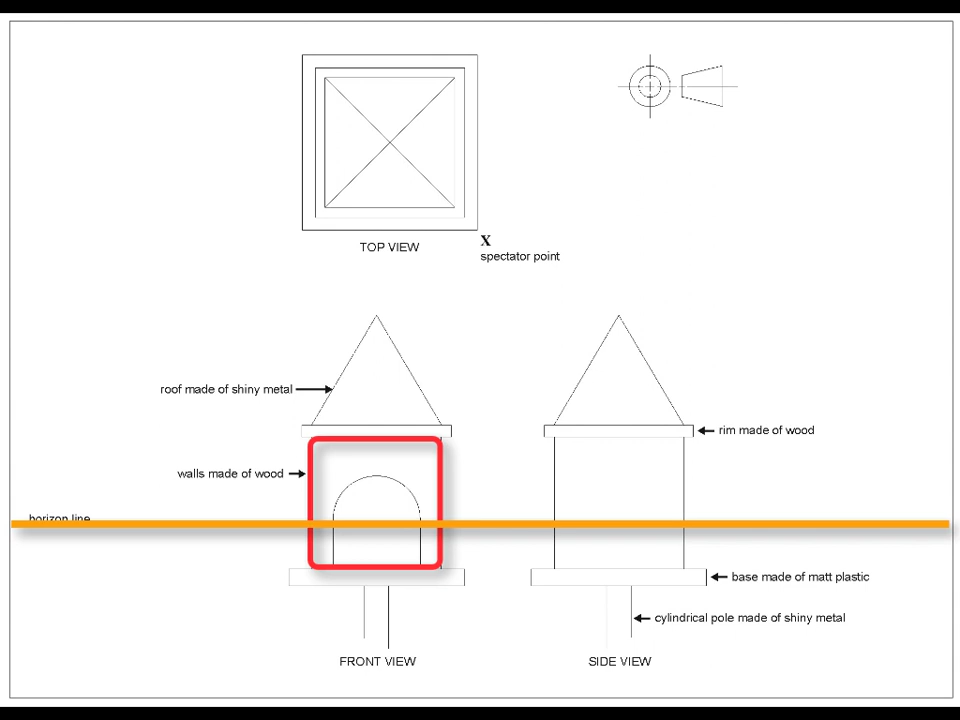 TOP VIEW
X
spectator point
roof made of shiny metal
rim made of wood
walls made of wood
horizon line
base made of matt plastic
cylindrical pole made of shiny metal
FRONT VIEW
SIDE VIEW